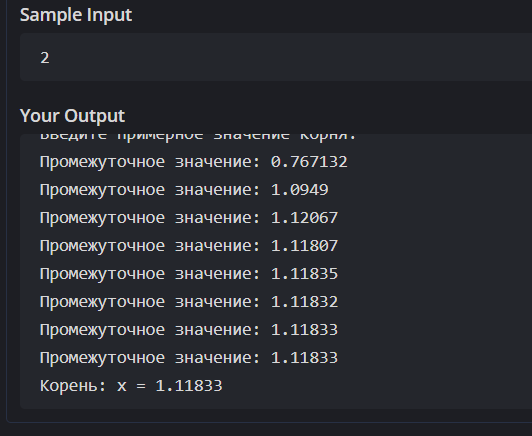 Sample Input
2
Your Output
Введите примерное значение корня:
Промежуточное значение: 0.767132
Промежуточное значение: 1.0949
Промежуточное значение: 1.12067
Промежуточное значение: 1.11807
Промежуточное значение: 1.11835
Промежуточное значение: 1.11832
Промежуточное значение: 1.11833
Промежуточное значение: 1.11833
Корень: x = 1.11833